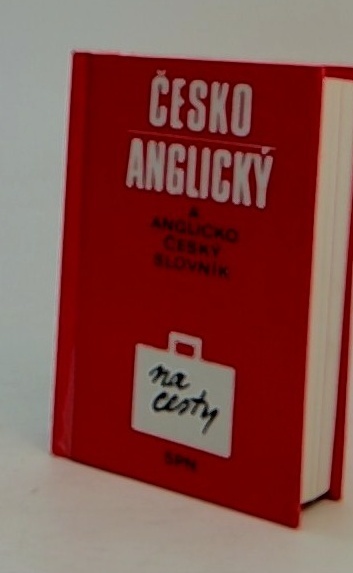 ČESKO
ANGLICKÝ
A
ANGLICKO
ČESKÝ
SLOVNÍK
na
cesty
SPN